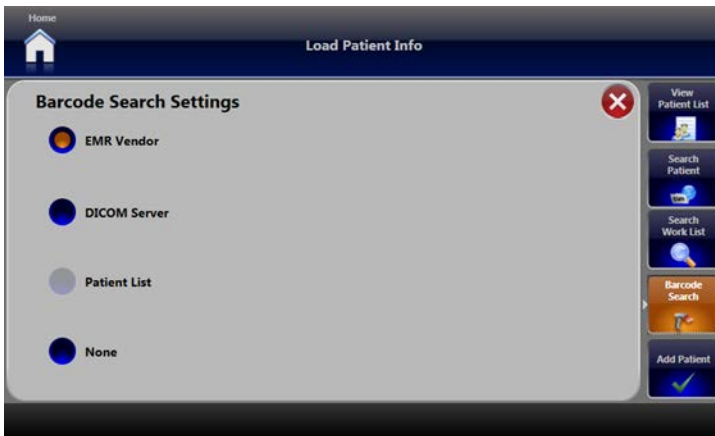 Home
Load Patient Info
Barcode Search Settings
EMR Vendor
DICOM Server
Patient List
None
View
Patient List
Search
Patient
Search
Work List
Barcode
Search
Add Patient